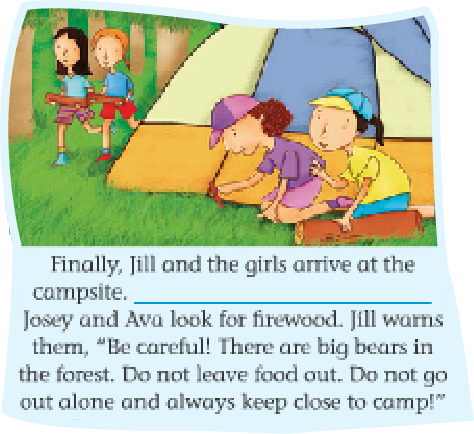 Finally, Jill and the girls arrive at the
campsite.
Josey and Ava look for firewood. Jill warns
them, “Be careful! There are big bears in
the forest. Do not leave food out. Do not go
out alone and always keep close to camp!”